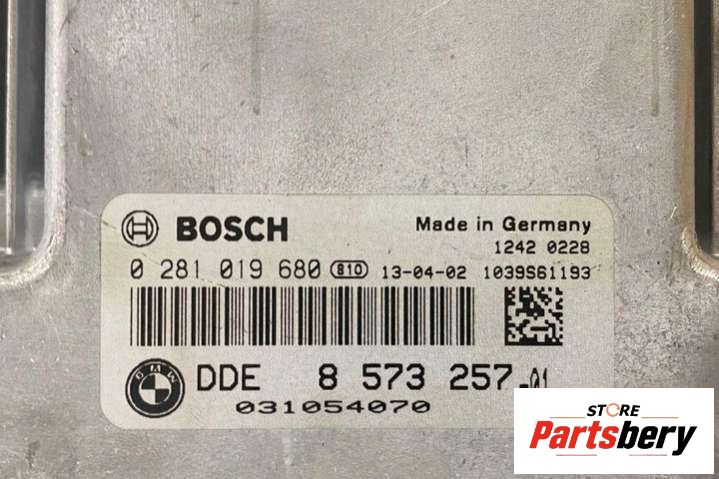 BOSCH
Made in Germany
1242 0228
0 281 019 680 810 13-04-02 1039S61193
BMW
DDE 8 573 257.01
031054070
STORE
Partsbery